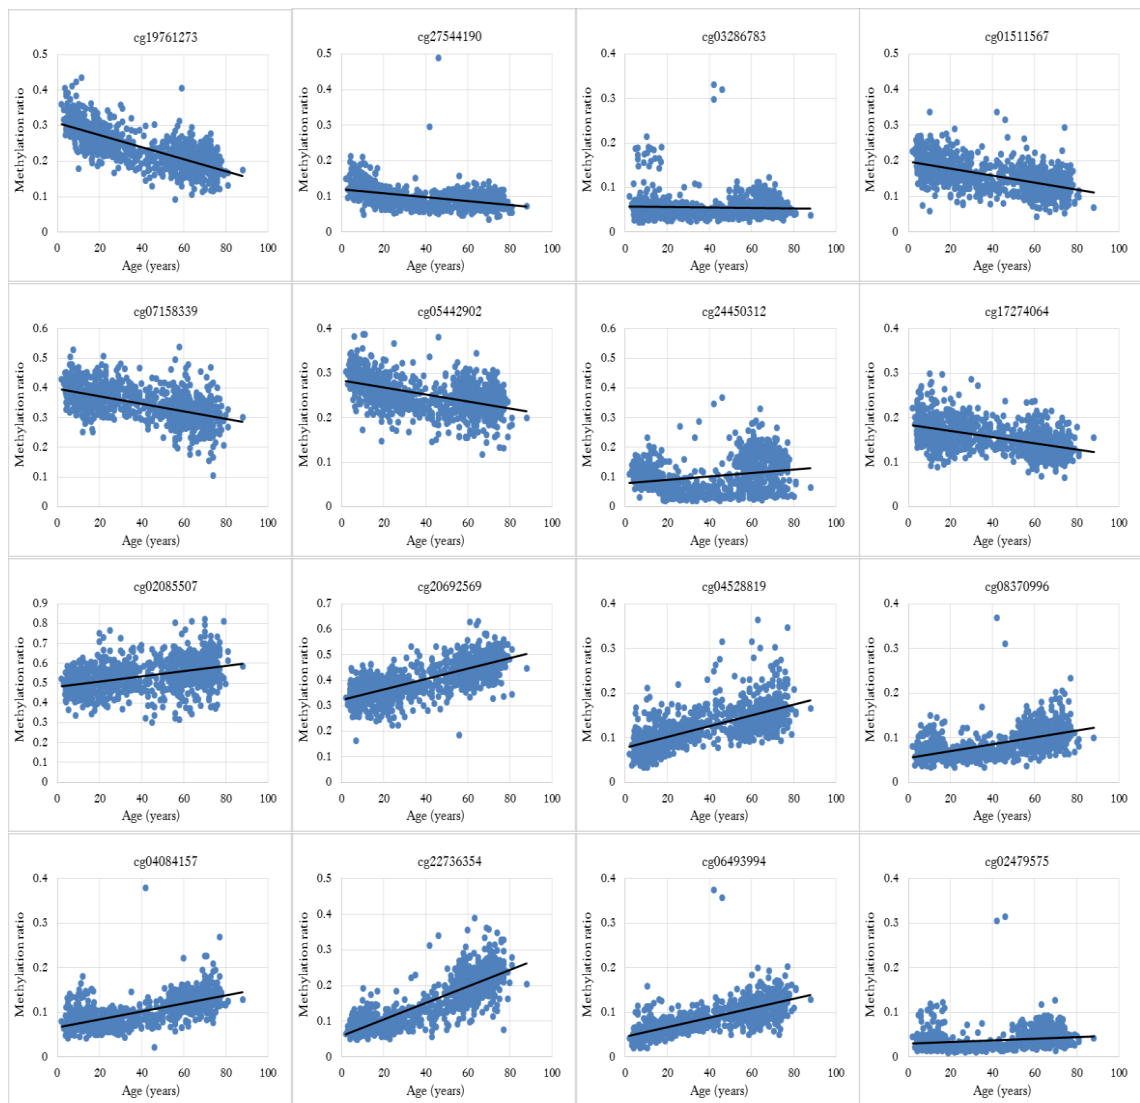 cg19761273
0.5
0.4
0.3
0.2
0.1
0
Methylation ratio
0 20 40 60 80 100
Age (years)
cg27544190
0.5
0.4
0.3
0.2
0.1
0
Methylation ratio
0 20 40 60 80 100
Age (years)
cg03286783
0.4
0.3
0.2
0.1
0
Methylation ratio
0 20 40 60 80 100
Age (years)
cg01511567
0.5
0.4
0.3
0.2
0.1
0
Methylation ratio
0 20 40 60 80 100
Age (years)
cg07158339
0.6
0.5
0.4
0.3
0.2
0.1
0
Methylation ratio
0 20 40 60 80 100
Age (years)
cg05442902
0.4
0.3
0.2
0.1
0
Methylation ratio
0 20 40 60 80 100
Age (years)
cg24450312
0.5
0.4
0.3
0.2
0.1
0
Methylation ratio
0 20 40 60 80 100
Age (years)
cg17274064
0.4
0.3
0.2
0.1
0
Methylation ratio
0 20 40 60 80 100
Age (years)
cg02085507
0.9
0.8
0.7
0.6
0.5
0.4
0.3
0.2
0.1
0
Methylation ratio
0 20 40 60 80 100
Age (years)
cg20692569
0.7
0.6
0.5
0.4
0.3
0.2
0.1
0
Methylation ratio
0 20 40 60 80 100
Age (years)
cg04528819
0.4
0.3
0.2
0.1
0
Methylation ratio
0 20 40 60 80 100
Age (years)
cg08370996
0.4
0.3
0.2
0.1
0
Methylation ratio
0 20 40 60 80 100
Age (years)
cg04084157
0.4
0.3
0.2
0.1
0
Methylation ratio
0 20 40 60 80 100
Age (years)
cg22736354
0.5
0.4
0.3
0.2
0.1
0
Methylation ratio
0 20 40 60 80 100
Age (years)
cg06493994
0.4
0.3
0.2
0.1
0
Methylation ratio
0 20 40 60 80 100
Age (years)
cg02479575
0.4
0.3
0.2
0.1
0
Methylation ratio
0 20 40 60 80 100
Age (years)